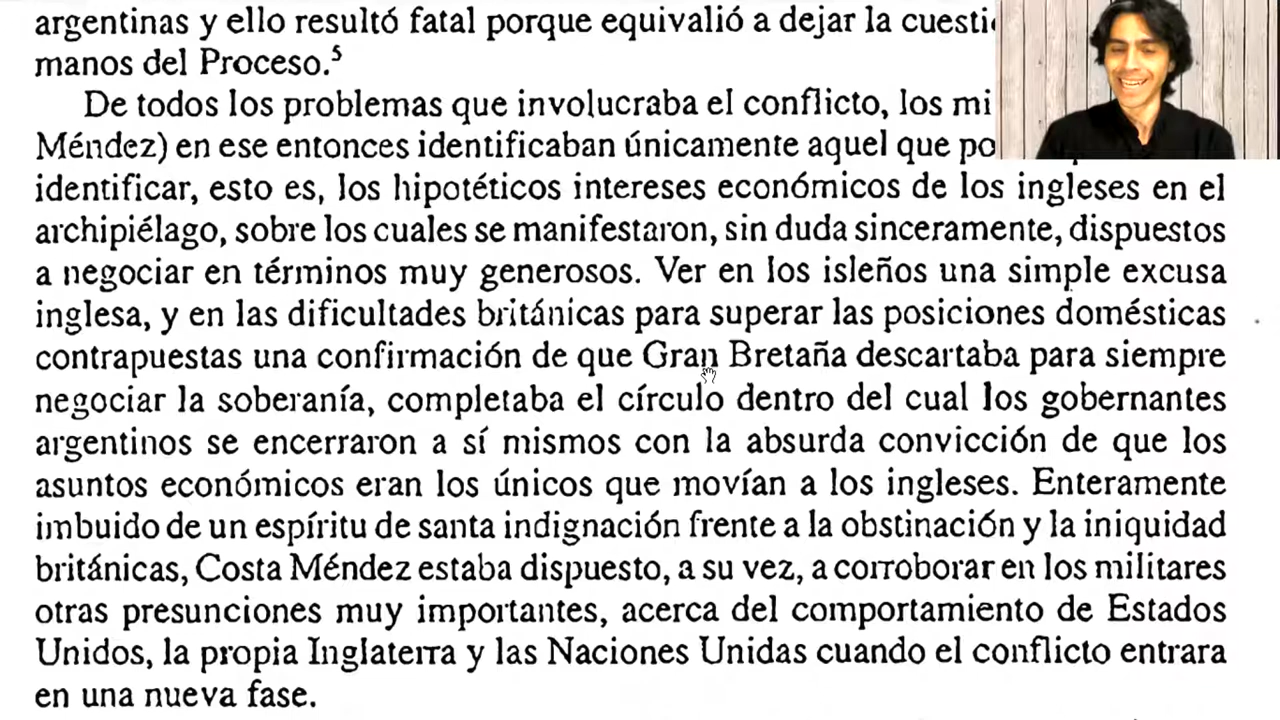 argentinas y ello resultó fatal porque equivalió a dejar la
manos del Proceso.⁵
De todos los problemas que involucraba el conflicto, los
Méndez) en ese entonces identificaban únicamente aquel que
identificar, esto es, los hipotéticos intereses económicos de los ingleses en el
archipiélago, sobre los cuales se manifestaron, sin duda sinceramente, dispuestos
a negociar en términos muy generosos. Ver en los isleños una simple excusa
inglesa, y en las dificultades británicas para superar las posiciones domésticas
contrapuestas una confirmación de que Gran Bretaña descartaba para siempre
negociar la soberanía, completaba el círculo dentro del cual los gobernantes
argentinos se encerraron a sí mismos con la absurda convicción de que los
asuntos económicos eran los únicos que movían a los ingleses. Enteramente
imbuido de un espíritu de santa indignación frente a la obstinación y la iniquidad
británicas, Costa Méndez estaba dispuesto, a su vez, a corroborar en los militares
otras presunciones muy importantes, acerca del comportamiento de Estados
Unidos, la propia Inglaterra y las Naciones Unidas cuando el conflicto entrara
en una nueva fase.